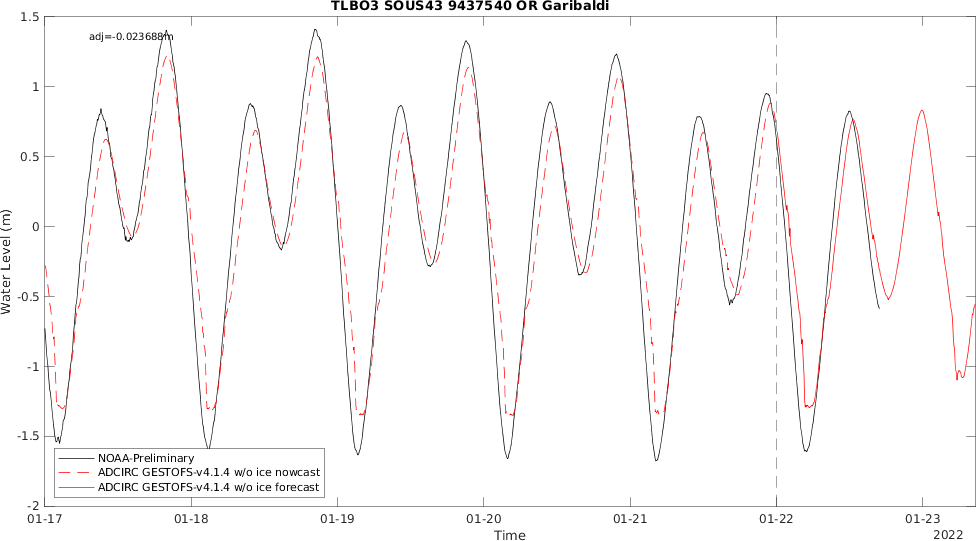 TLBO3 SOUS43 9437540 OR Garibaldi
adj=-0.023688m
1.5
1
0.5
0
-0.5
-1
-1.5
-2
Water Level (m)
NOAA-Preliminary
ADCIRC GESTOFS-v4.1.4 w/o ice nowcast
ADCIRC GESTOFS-v4.1.4 w/o ice forecast
01-17 01-18 01-19 01-20 01-21 01-22 01-23
Time
2022